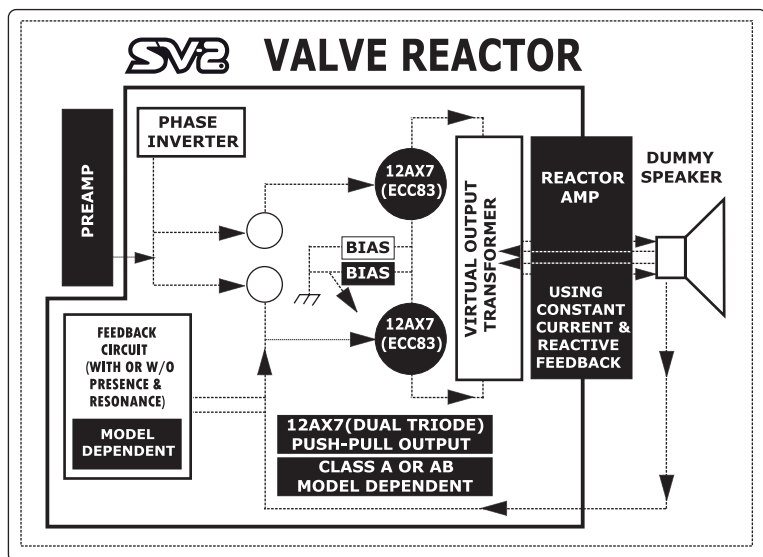 SV-2 VALVE REACTOR
PHASE
INVERTER
PREAMP
12AX7
(ECC83)
BIAS
BIAS
12AX7
(ECC83)
VIRTUAL OUTPUT
TRANSFORMER
REACTOR
AMP
USING
CONSTANT
CURRENT &
REACTIVE
FEEDBACK
DUMMY
SPEAKER
FEEDBACK
CIRCUIT
(WITH OR W/O
PRESENCE &
RESONANCE)
MODEL
DEPENDENT
12AX7(DUAL TRIODE)
PUSH-PULL OUTPUT
CLASS A OR AB
MODEL DEPENDENT